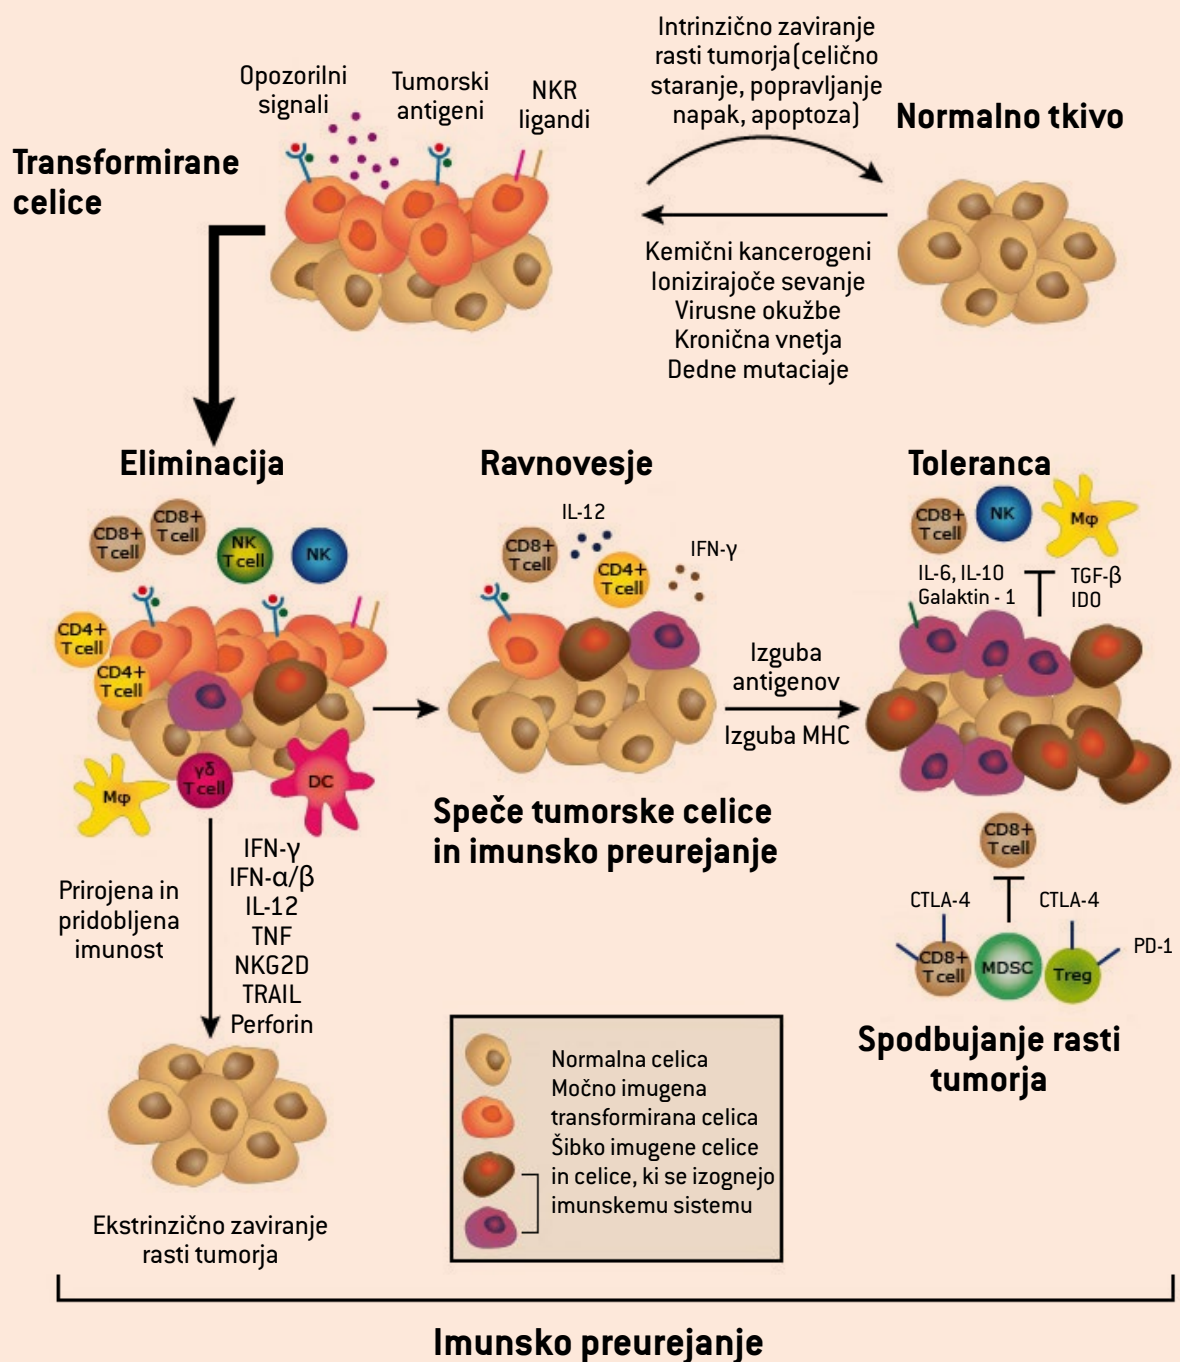 Intrinzično zaviranje
rasti tumorja(celično
staranje, popravljanje
napak, apoptoza)
Opozorilni
signali
Tumorski
antigeni
NKR
ligandi
Normalno tkivo
Transformirane
celice
Kemični kancerogeni
Ionizirajoče sevanje
Virusne okužbe
Kronična vnetja
Dedne mutaciaje
Eliminacija
CD8+
T cell
CD8+
T cell
NK
T cell
NK
CD4+
T cell
CD4+
T cell
Mφ
γδ
T cell
DC
Ravnovesje
IL-12
CD8+
T cell
CD4+
T cell
IFN-γ
Izguba
antigenov
Izguba MHC
Speče tumorske celice
in imunsko preurejanje
Toleranca
CD8+
T cell
NK
Mφ
IL-6, IL-10
Galaktin - 1
TGF-β
IDO
CD8+
T cell
CTLA-4
CTLA-4
PD-1
CD8+
T cell
MDSC
Treg
Spodbujanje rasti
tumorja
Prirojena in
pridobljena
imunost
IFN-γ
IFN-α/β
IL-12
TNF
NKG2D
TRAIL
Perforin
Ekstrinzično zaviranje
rasti tumorja
Normalna celica
Močno imugena
transformirana celica
Šibko imugene celice
in celice, ki se izognejo
imunskemu sistemu
Imunsko preurejanje